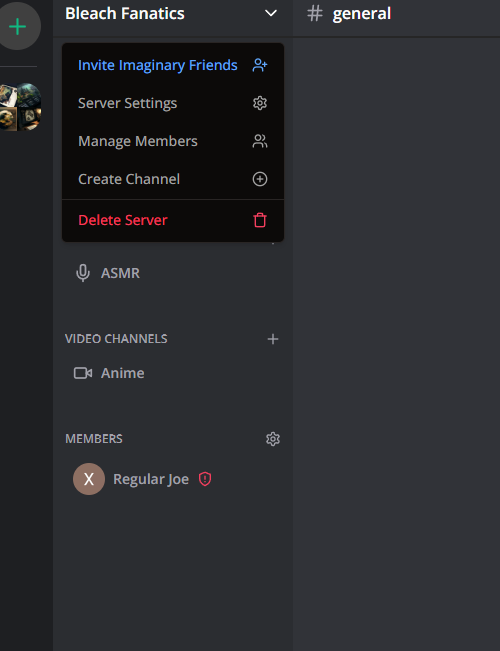 Bleach Fanatics
# general
Invite Imaginary Friends
Server Settings
Manage Members
Create Channel
Delete Server
ASMR
VIDEO CHANNELS
Anime
MEMBERS
X Regular Joe